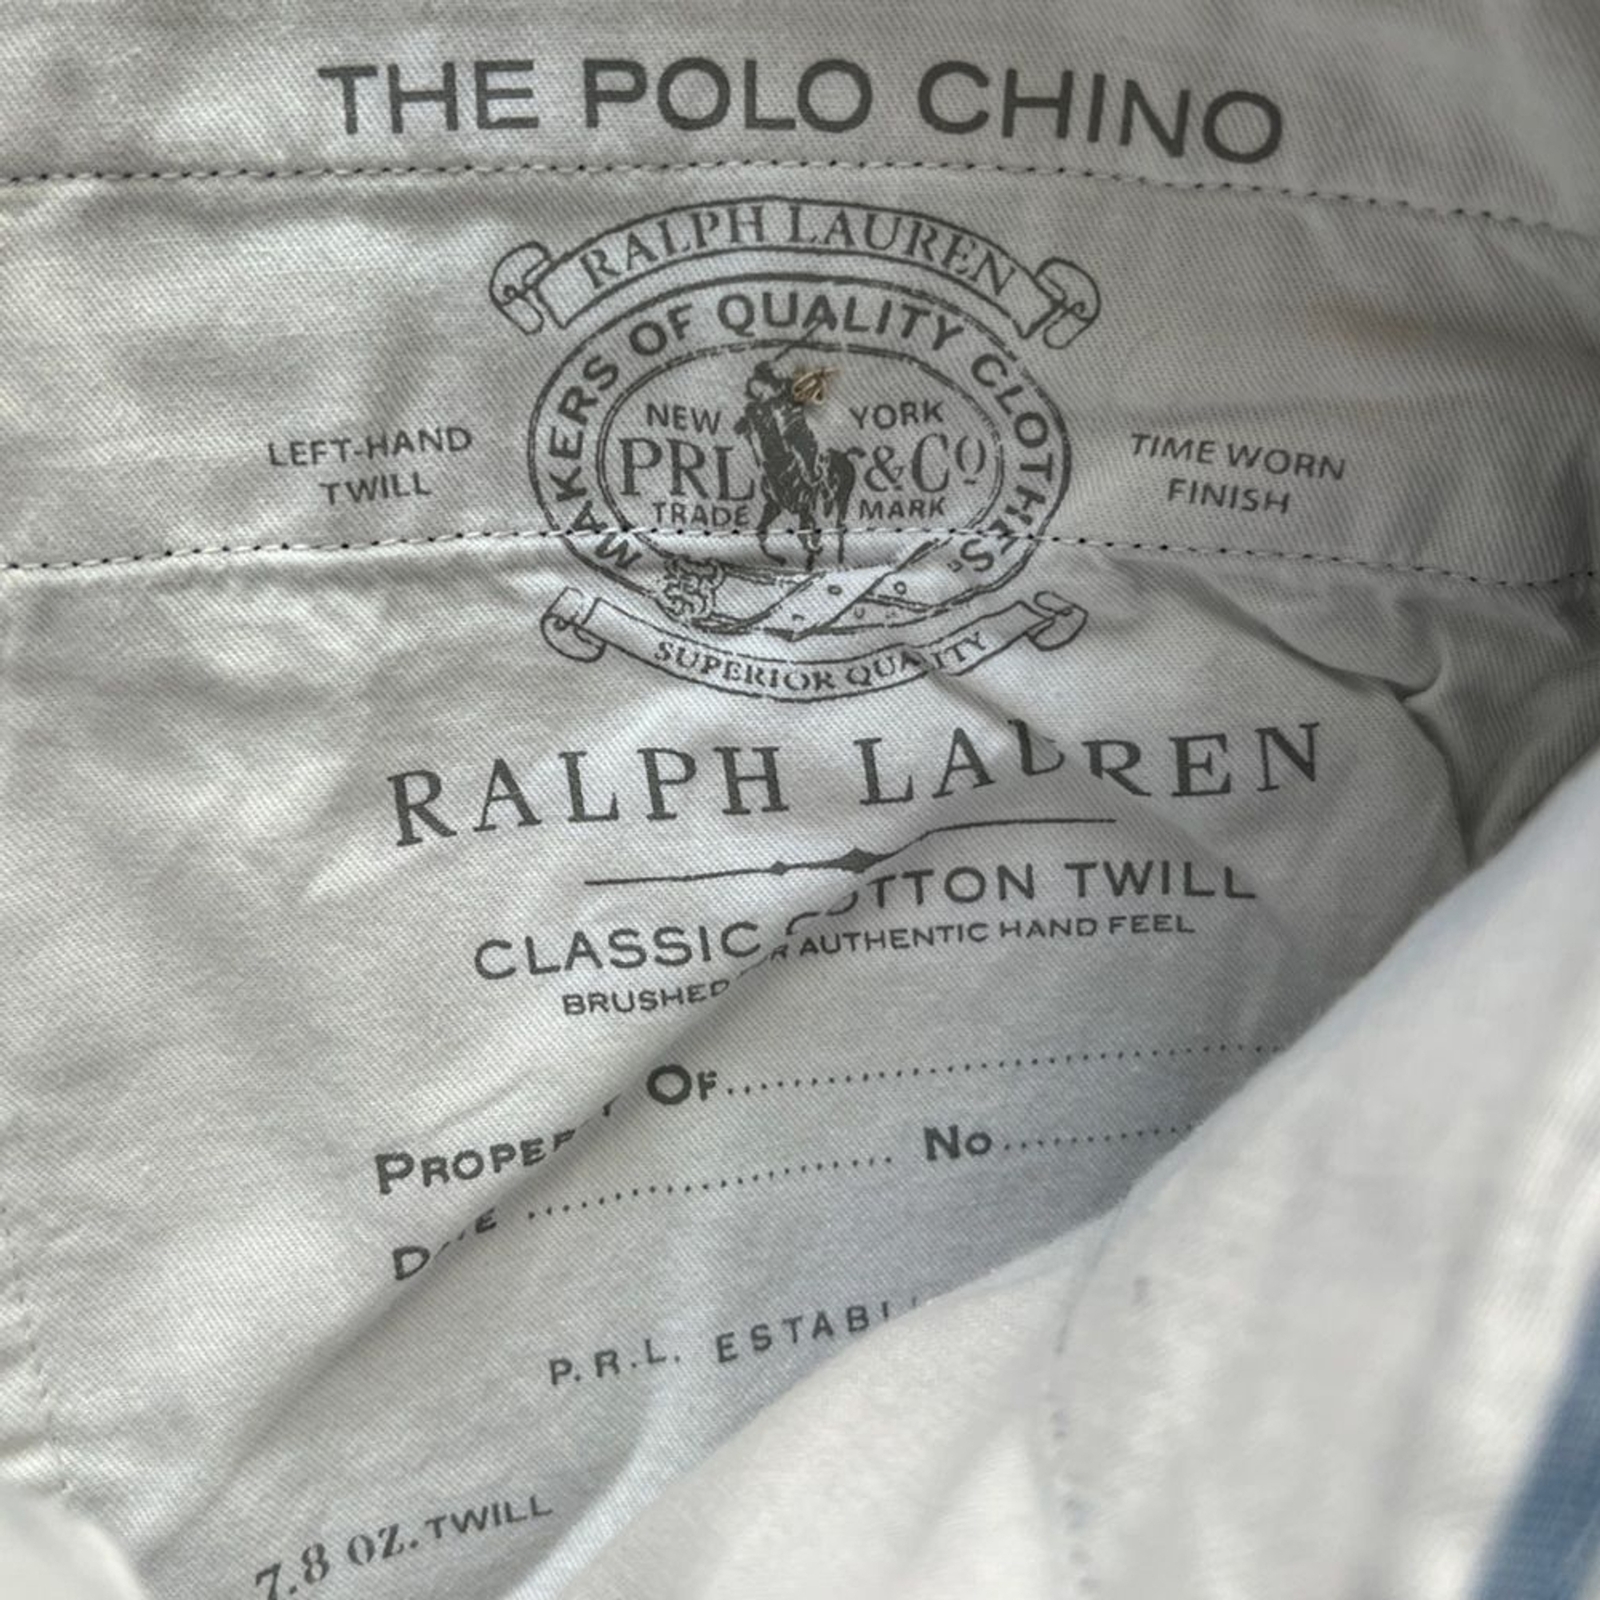 THE POLO CHINO
RALPH LAUREN
MAKERS OF QUALITY CLOTHES
NEW YORK
PRL & Co
TRADE MARK
LEFT-HAND
TWILL
TIME WORN
FINISH
SUPERIOR QUALITY
RALPH LAUREN
CLASSIC COTTON TWILL
BRUSHED AUTHENTIC HAND FEEL
PROPERTY OF
DATE No
P.R.L.
7.8 OZ. TWILL